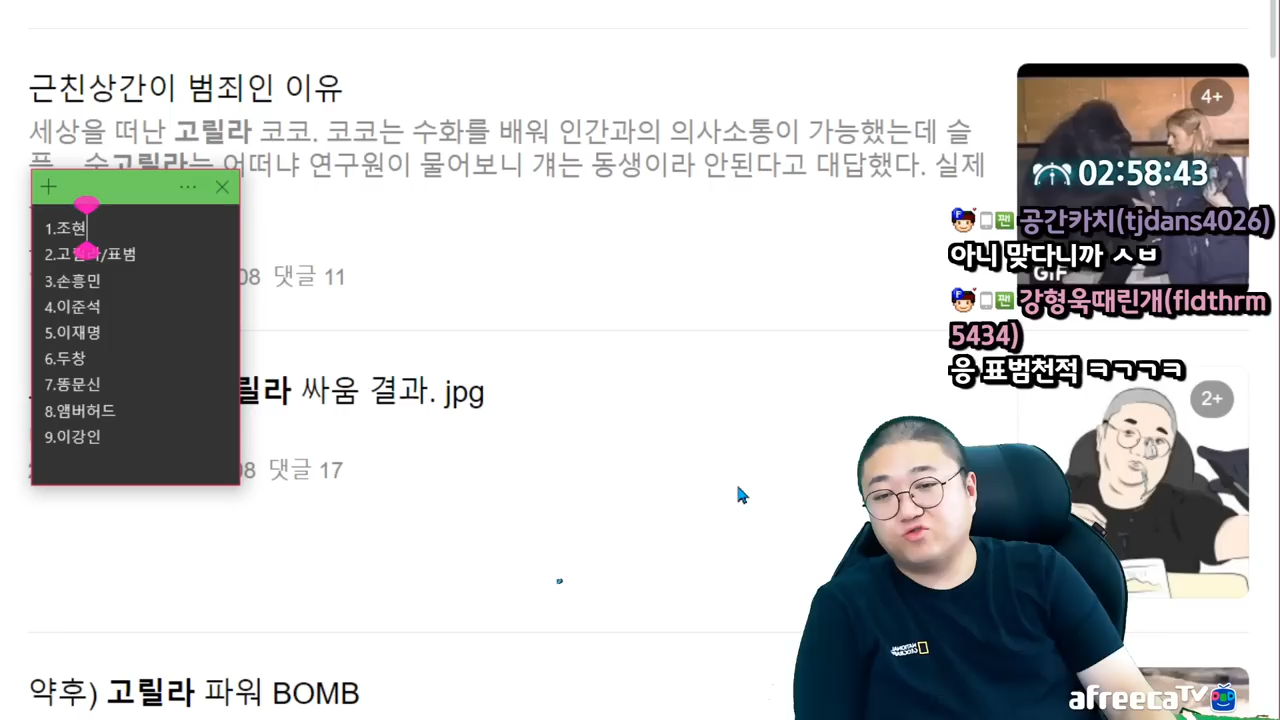 근친상간이 범죄인 이유
세상을 떠난 고릴라 코코. 코코는 수화를 배워 인간과의 의사소통이 가능했는데 슬
어떠냐 연구원이 물어보니 걔는 동생이라 안된다고 대답했다. 실제
1.조현
2.고릴라/표범
3.손흥민
4.이준석
5.이재명
6.두창
7.똥문신
8.앰버허드
9.이강인
08 댓글 11
릴라 싸움 결과. jpg
08 댓글 17
약후) 고릴라 파워 BOMB
4+
02:58:43
공간카치(tjdans4026)
아니 맞다니까 ㅅㅂ
GIF
강형욱때린개(fldthrm
5434)
응 표범천적 ㅋㄱㄱㅋ
2+
afreecaTV